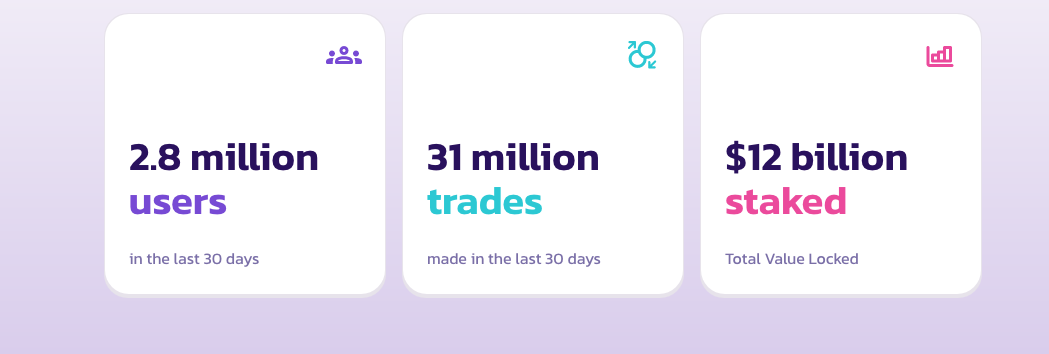 2.8 million
users
in the last 30 days
31 million
trades
made in the last 30 days
$12 billion
staked
Total Value Locked